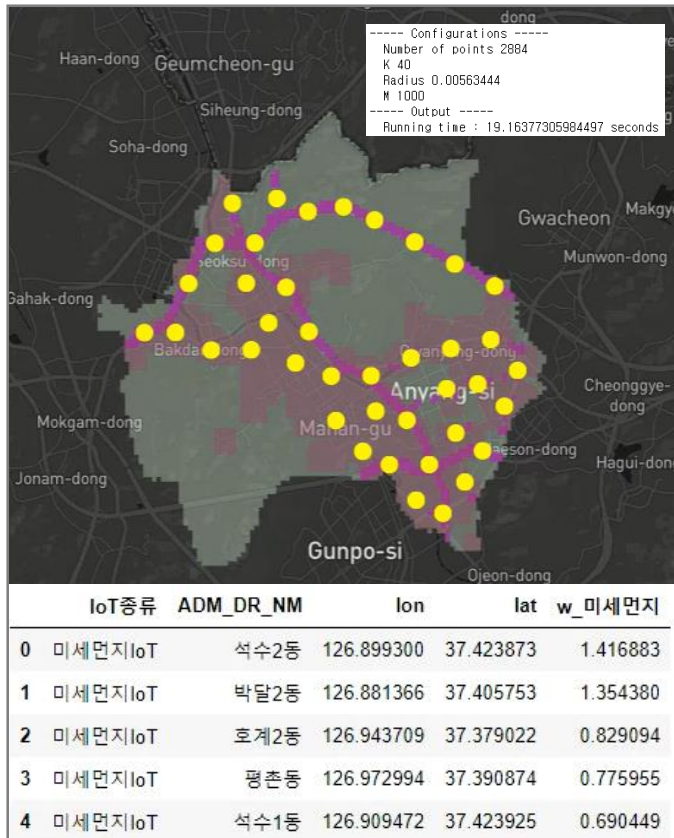 ----- Configurations -----
Number of points 2884
K 40
Radius 0.00563444
M 1000
----- Output -----
Running time : 19.16377305984497 seconds
dong
Haan-dong
Geumcheon-gu
Siheung-dong
Soha-dong
Gwacheon
Munwon-dong
Anyang-si
Cheonggye-
dong
Mokgam-dong
Manan-gu
Hagui-dong
Jonam-dong
Gunpo-si
Ojeon-dong
IoT종류 ADM_DR_NM lon lat w_미세먼지
0 미세먼지IoT 석수2동 126.899300 37.423873 1.416883
1 미세먼지IoT 박달2동 126.881366 37.405753 1.354380
2 미세먼지IoT 호계2동 126.943709 37.379022 0.829094
3 미세먼지IoT 평촌동 126.972994 37.390874 0.775955
4 미세먼지IoT 석수1동 126.909472 37.423925 0.690449